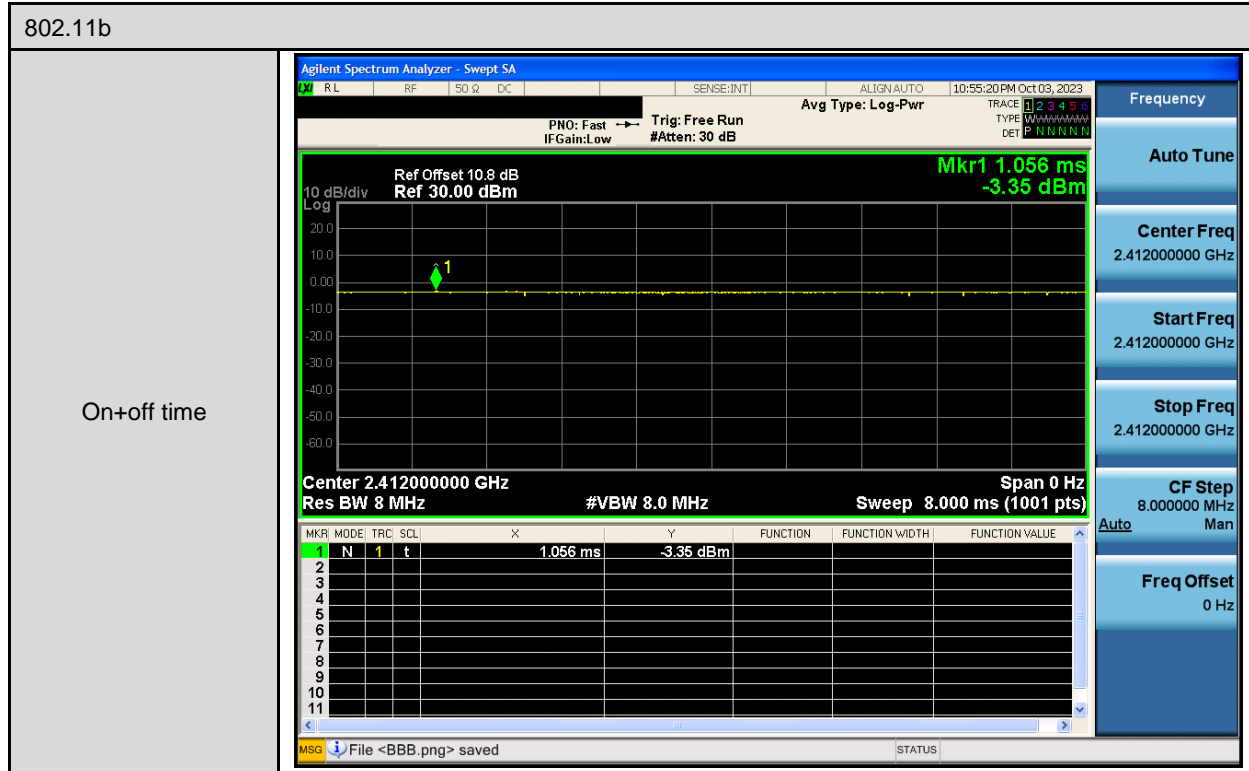 802.11b
On+off time
Agilent Spectrum Analyzer - Swept SA
LXI RL RF 50 Ω DC SENSE:INT ALIGN AUTO 10:55:20 PM Oct 03, 2023
PNO: Fast IFGain:Low Trig: Free Run #Atten: 30 dB Avg Type: Log-Pwr
TRACE 1 2 3 4 5 6
TYPE WWWWWWW
DET P N N N N N
Mkr1 1.056 ms
-3.35 dBm
Ref Offset 10.8 dB
10 dB/div Ref 30.00 dBm
Log
20.0
10.0
1
0.00
-10.0
-20.0
-30.0
-40.0
-50.0
-60.0
Center 2.412000000 GHz Span 0 Hz
Res BW 8 MHz #VBW 8.0 MHz Sweep 8.000 ms (1001 pts)
MKR MODE TRC SCL X Y FUNCTION FUNCTION WIDTH FUNCTION VALUE
1 N 1 t 1.056 ms -3.35 dBm
2
3
4
5
6
7
8
9
10
11
MSG File <BBB.png> saved STATUS
Frequency
Auto Tune
Center Freq
2.412000000 GHz
Start Freq
2.412000000 GHz
Stop Freq
2.412000000 GHz
CF Step
8.000000 MHz
Auto Man
Freq Offset
0 Hz